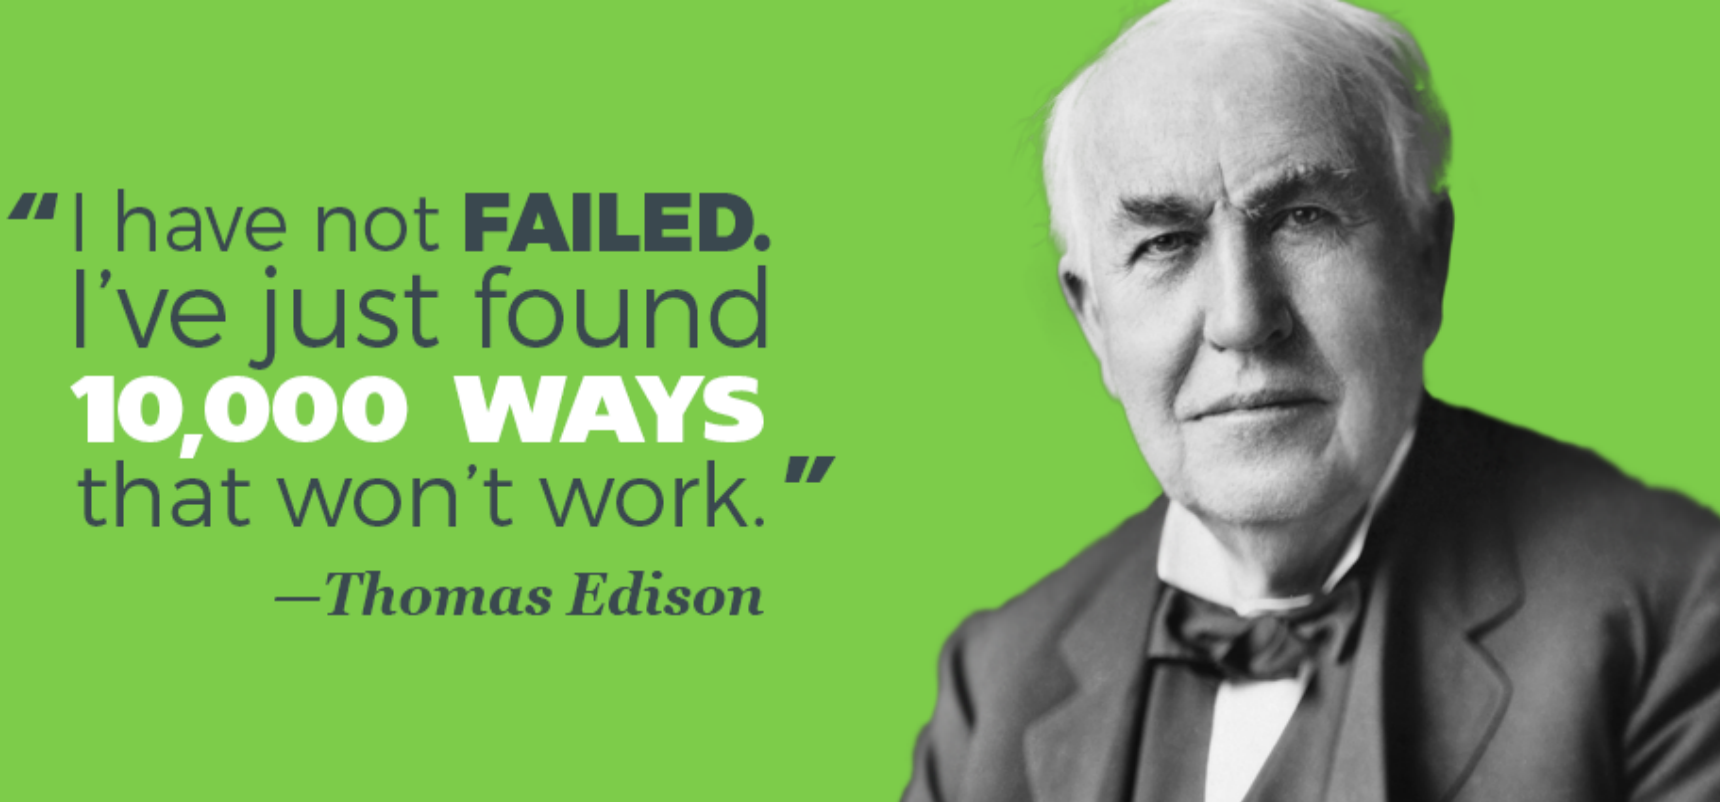 “I have not FAILED.
I’ve just found
10,000 WAYS
that won’t work.”
—Thomas Edison